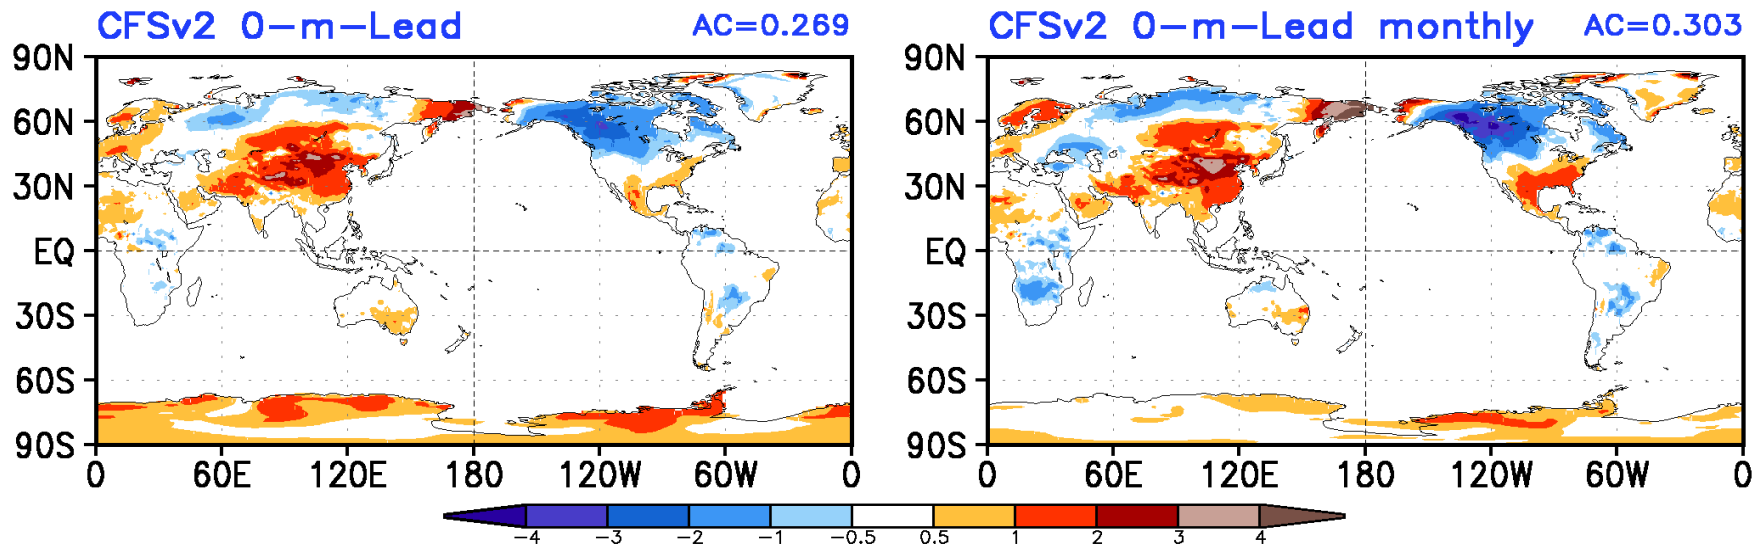 CFSv2 0-m-Lead AC=0.269
90N
60N
30N
EQ
30S
60S
90S
0 60E 120E 180 120W 60W 0
CFSv2 0-m-Lead monthly AC=0.303
90N
60N
30N
EQ
30S
60S
90S
0 60E 120E 180 120W 60W 0
-4 -3 -2 -1 -0.5 0.5 1 2 3 4